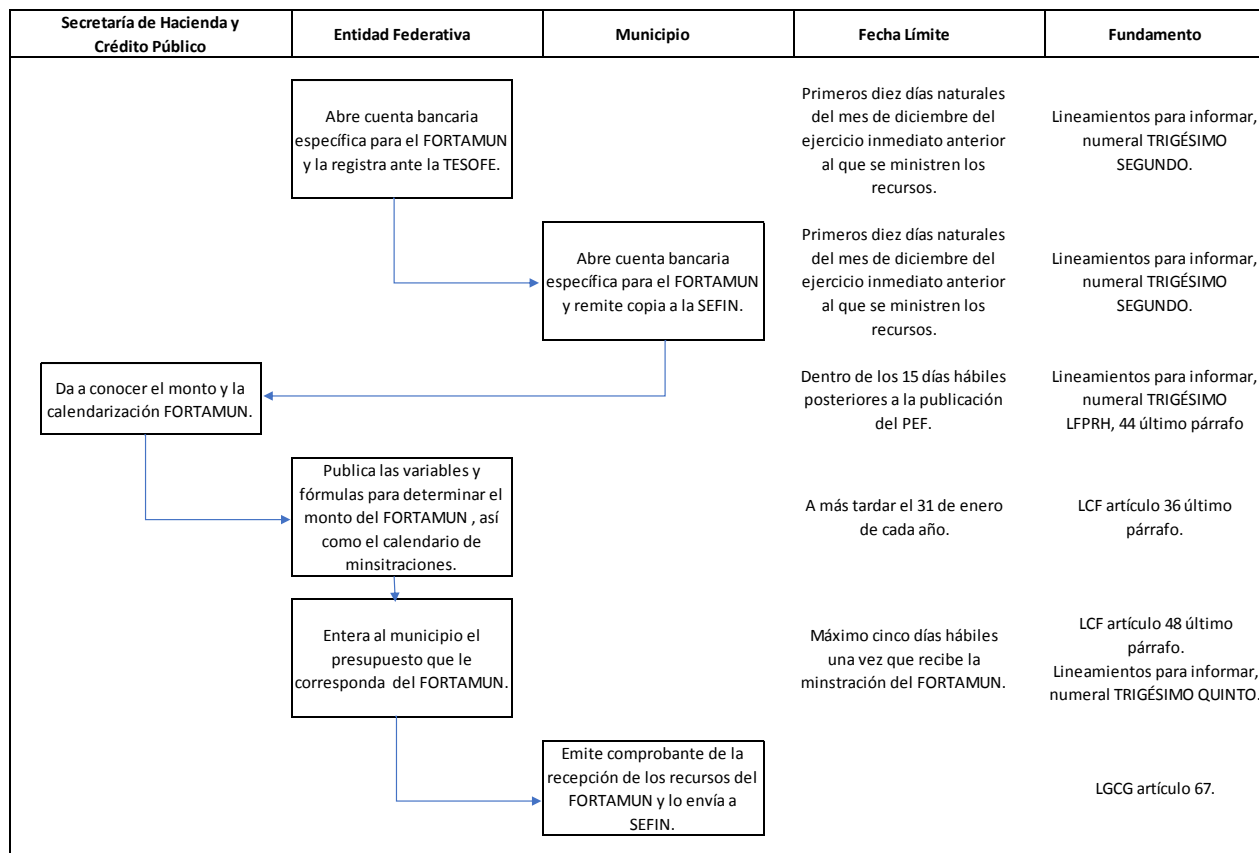 Secretaría de Hacienda y
Crédito Público
Entidad Federativa
Municipio
Fecha Límite
Fundamento
Abre cuenta bancaria
específica para el FORTAMUN
y la registra ante la TESOFE.
Primeros diez días naturales
del mes de diciembre del
ejercicio inmediato anterior
al que se ministren los
recursos.
Lineamientos para informar,
numeral TRIGÉSIMO
SEGUNDO.
Abre cuenta bancaria
específica para el FORTAMUN
y remite copia a la SEFIN.
Primeros diez días naturales
del mes de diciembre del
ejercicio inmediato anterior
al que se ministren los
recursos.
Lineamientos para informar,
numeral TRIGÉSIMO
SEGUNDO.
Da a conocer el monto y la
calendarización FORTAMUN.
Dentro de los 15 días hábiles
posteriores a la publicación
del PEF.
Lineamientos para informar,
numeral TRIGÉSIMO
LFPRH, 44 último párrafo
Publica las variables y
fórmulas para determinar el
monto del FORTAMUN , así
como el calendario de
minsitraciones.
A más tardar el 31 de enero
de cada año.
LCF artículo 36 último
párrafo.
Entera al municipio el
presupuesto que le
corresponda del FORTAMUN.
Máximo cinco días hábiles
una vez que recibe la
minstración del FORTAMUN.
LCF artículo 48 último
párrafo.
Lineamientos para informar,
numeral TRIGÉSIMO QUINTO.
Emite comprobante de la
recepción de los recursos del
FORTAMUN y lo envía a
SEFIN.
LGCG artículo 67.